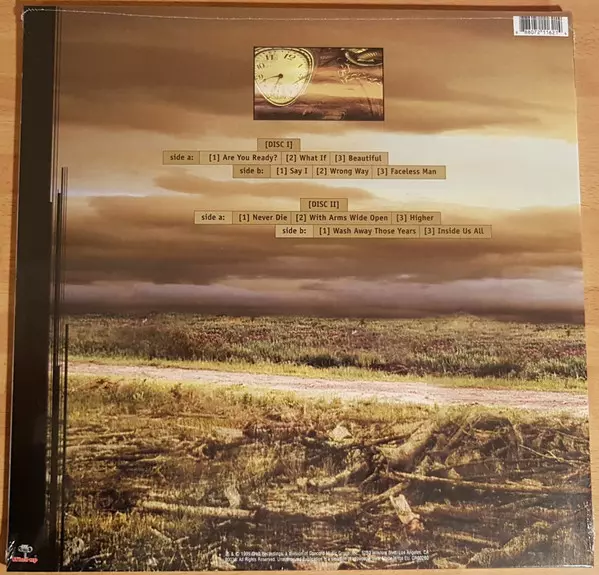 [DISC I]
side a: [1] Are You Ready? [2] What If [3] Beautiful
side b: [1] Say I [2] Wrong Way [3] Faceless Man
[DISC II]
side a: [1] Never Die [2] With Arms Wide Open [3] Higher
side b: [1] Wash Away Those Years [3] Inside Us All